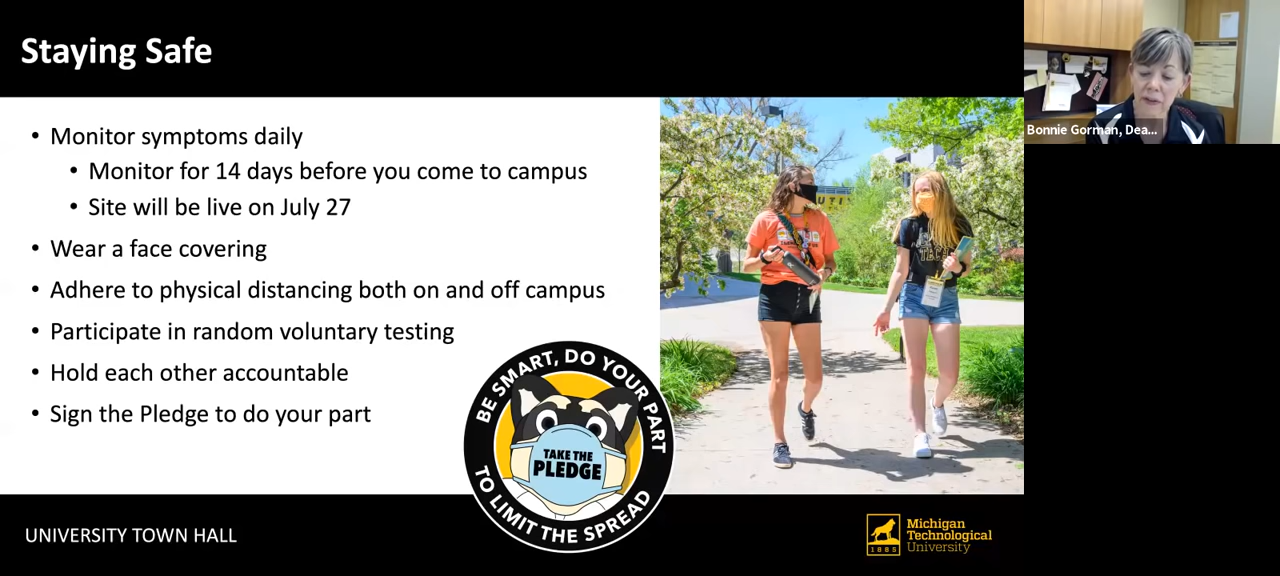 Staying Safe
• Monitor symptoms daily
• Monitor for 14 days before you come to campus
• Site will be live on July 27
• Wear a face covering
• Adhere to physical distancing both on and off campus
• Participate in random voluntary testing
• Hold each other accountable
• Sign the Pledge to do your part
BE SMART, DO YOUR PART
TAKE THE
PLEDGE
TO LIMIT THE SPREAD
UNIVERSITY TOWN HALL
Michigan
Technological
University
1885
Bonnie Gorman, Dea...